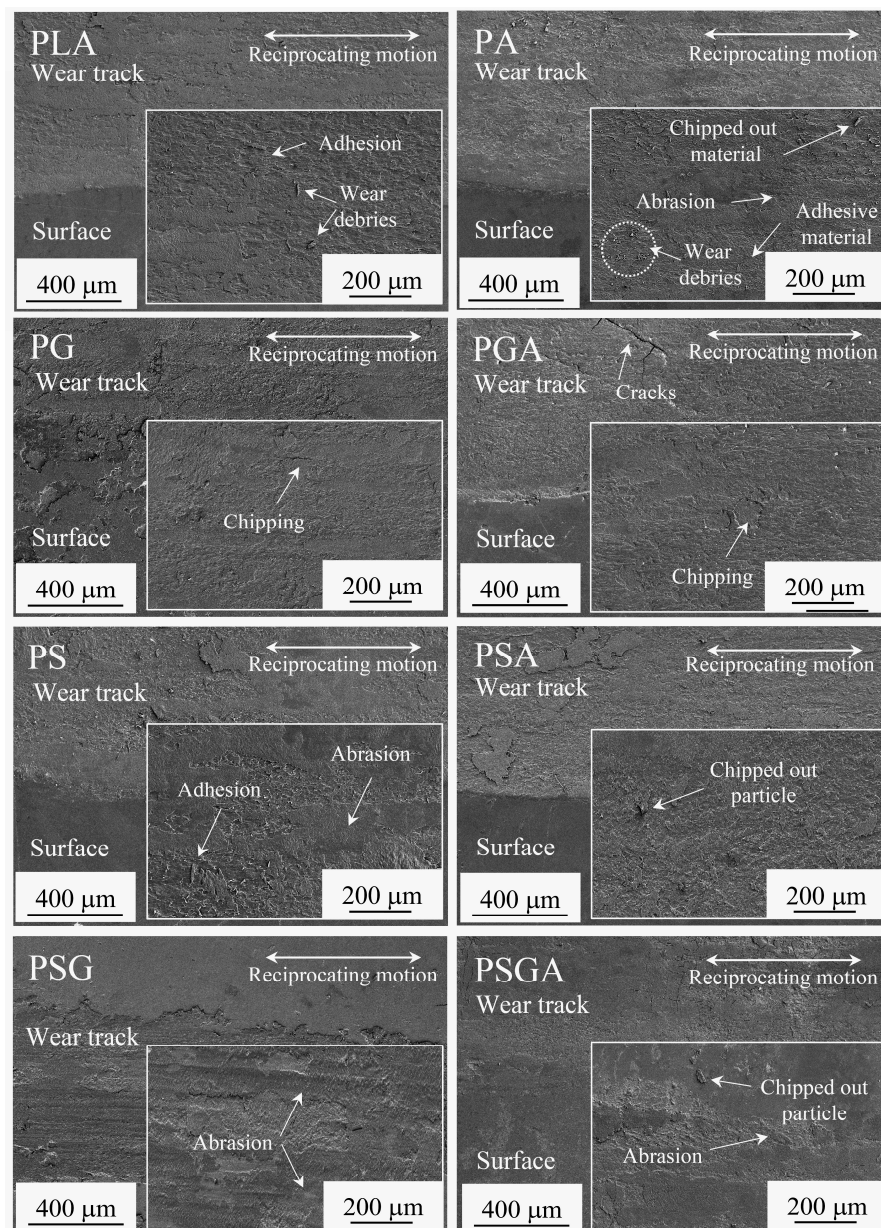 PLA
Reciprocating motion
Wear track
Adhesion
Wear
debries
Surface
400 µm
200 µm
PA
Reciprocating motion
Wear track
Chipped out
material
Abrasion
Adhesive
material
Wear
debries
Surface
400 µm
200 µm
PG
Reciprocating motion
Wear track
Chipping
Surface
400 µm
200 µm
PGA
Reciprocating motion
Wear track
Cracks
Surface
Chipping
400 µm
200 µm
PS
Reciprocating motion
Wear track
Abrasion
Adhesion
Surface
400 µm
200 µm
PSA
Reciprocating motion
Wear track
Chipped out
particle
Surface
400 µm
200 µm
PSG
Reciprocating motion
Wear track
Abrasion
400 µm
200 µm
PSGA
Reciprocating motion
Wear track
Chipped out
particle
Abrasion
Surface
400 µm
200 µm